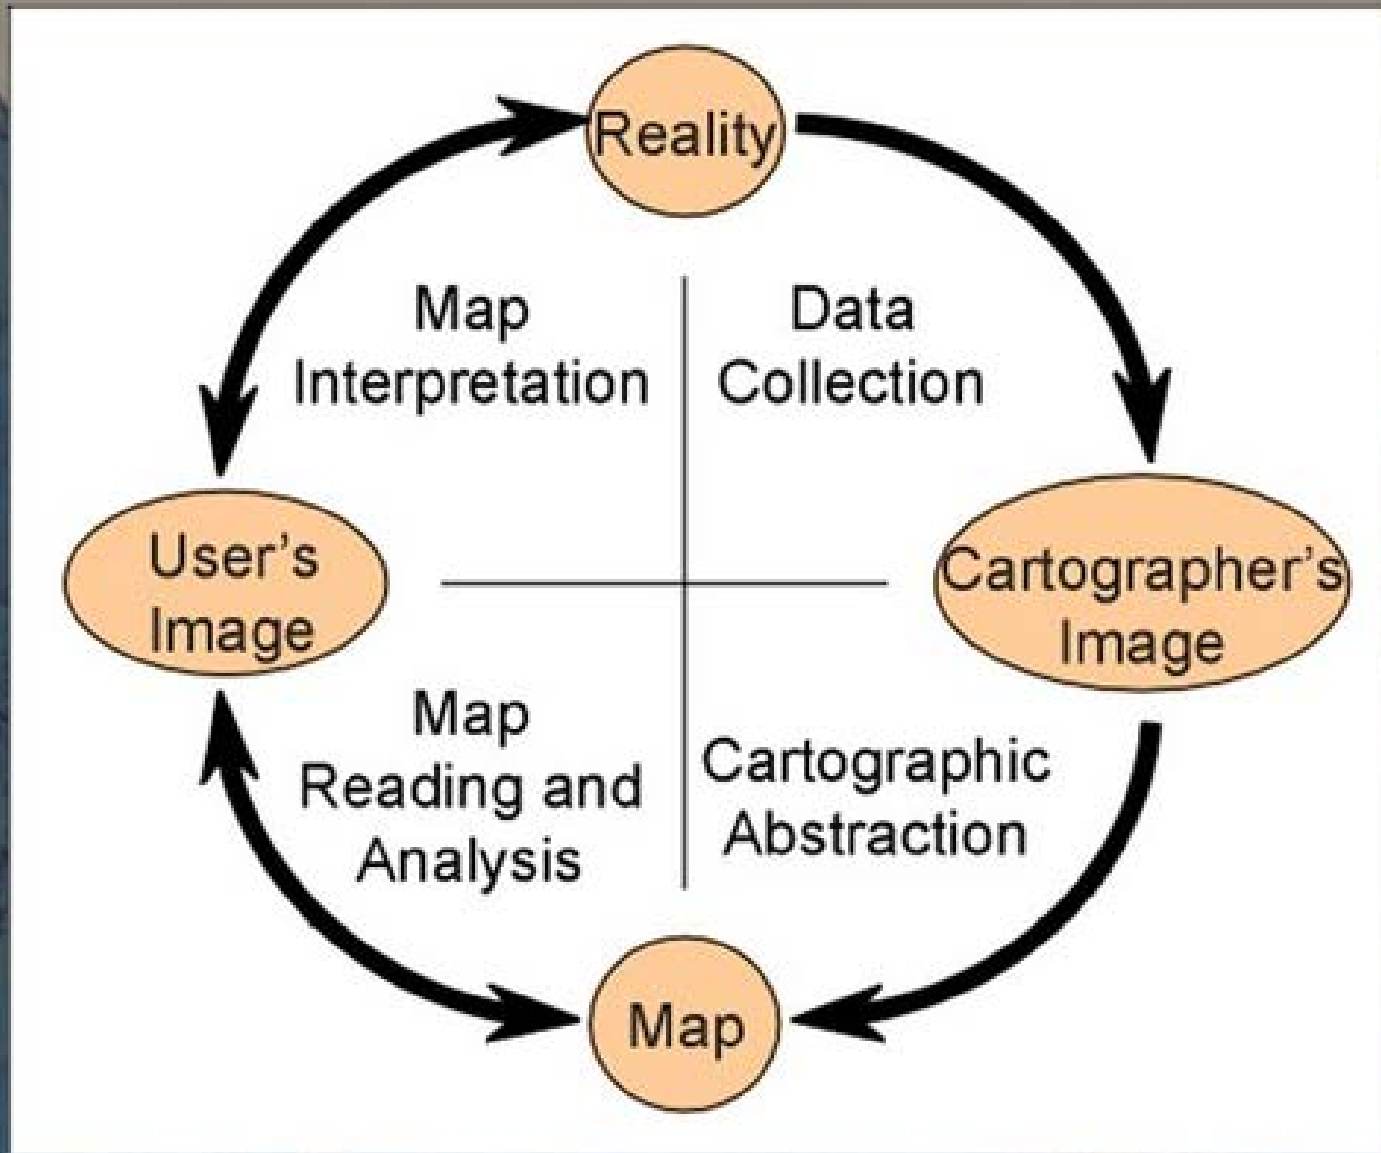 Reality
Map
Interpretation
Data
Collection
User’s
Image
Cartographer’s
Image
Map
Reading and
Analysis
Cartographic
Abstraction
Map